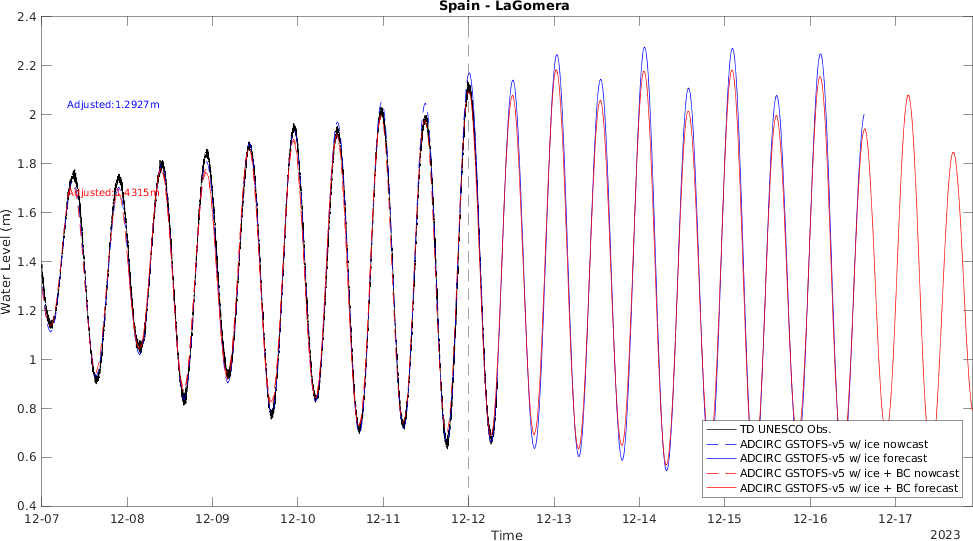 Spain - LaGomera
2.4
2.2
2
1.8
1.6
1.4
1.2
1
0.8
0.6
0.4
Water Level (m)
Adjusted:1.2927m
Adjusted:1.4315m
TD UNESCO Obs.
ADCIRC GSTOFS-v5 w/ ice nowcast
ADCIRC GSTOFS-v5 w/ ice forecast
ADCIRC GSTOFS-v5 w/ ice + BC nowcast
ADCIRC GSTOFS-v5 w/ ice + BC forecast
12-07 12-08 12-09 12-10 12-11 12-12 12-13 12-14 12-15 12-16 12-17
Time
2023